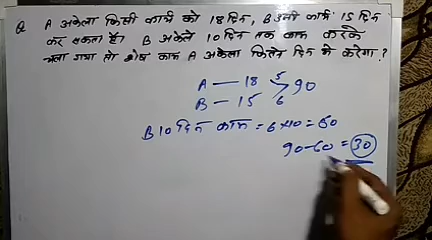 Q A अकेला किसी कार्य को 18 दिन, B उसी कार्य 15 दिन
कर सकता है। B अकेले 10 दिन तक काम करके
चला गया तो शेष काम A अकेला कितने दिन में करेगा ?
A — 18 5
90
B — 15 6
B 10 दिन काम = 6×10 = 60
90-60 = 30